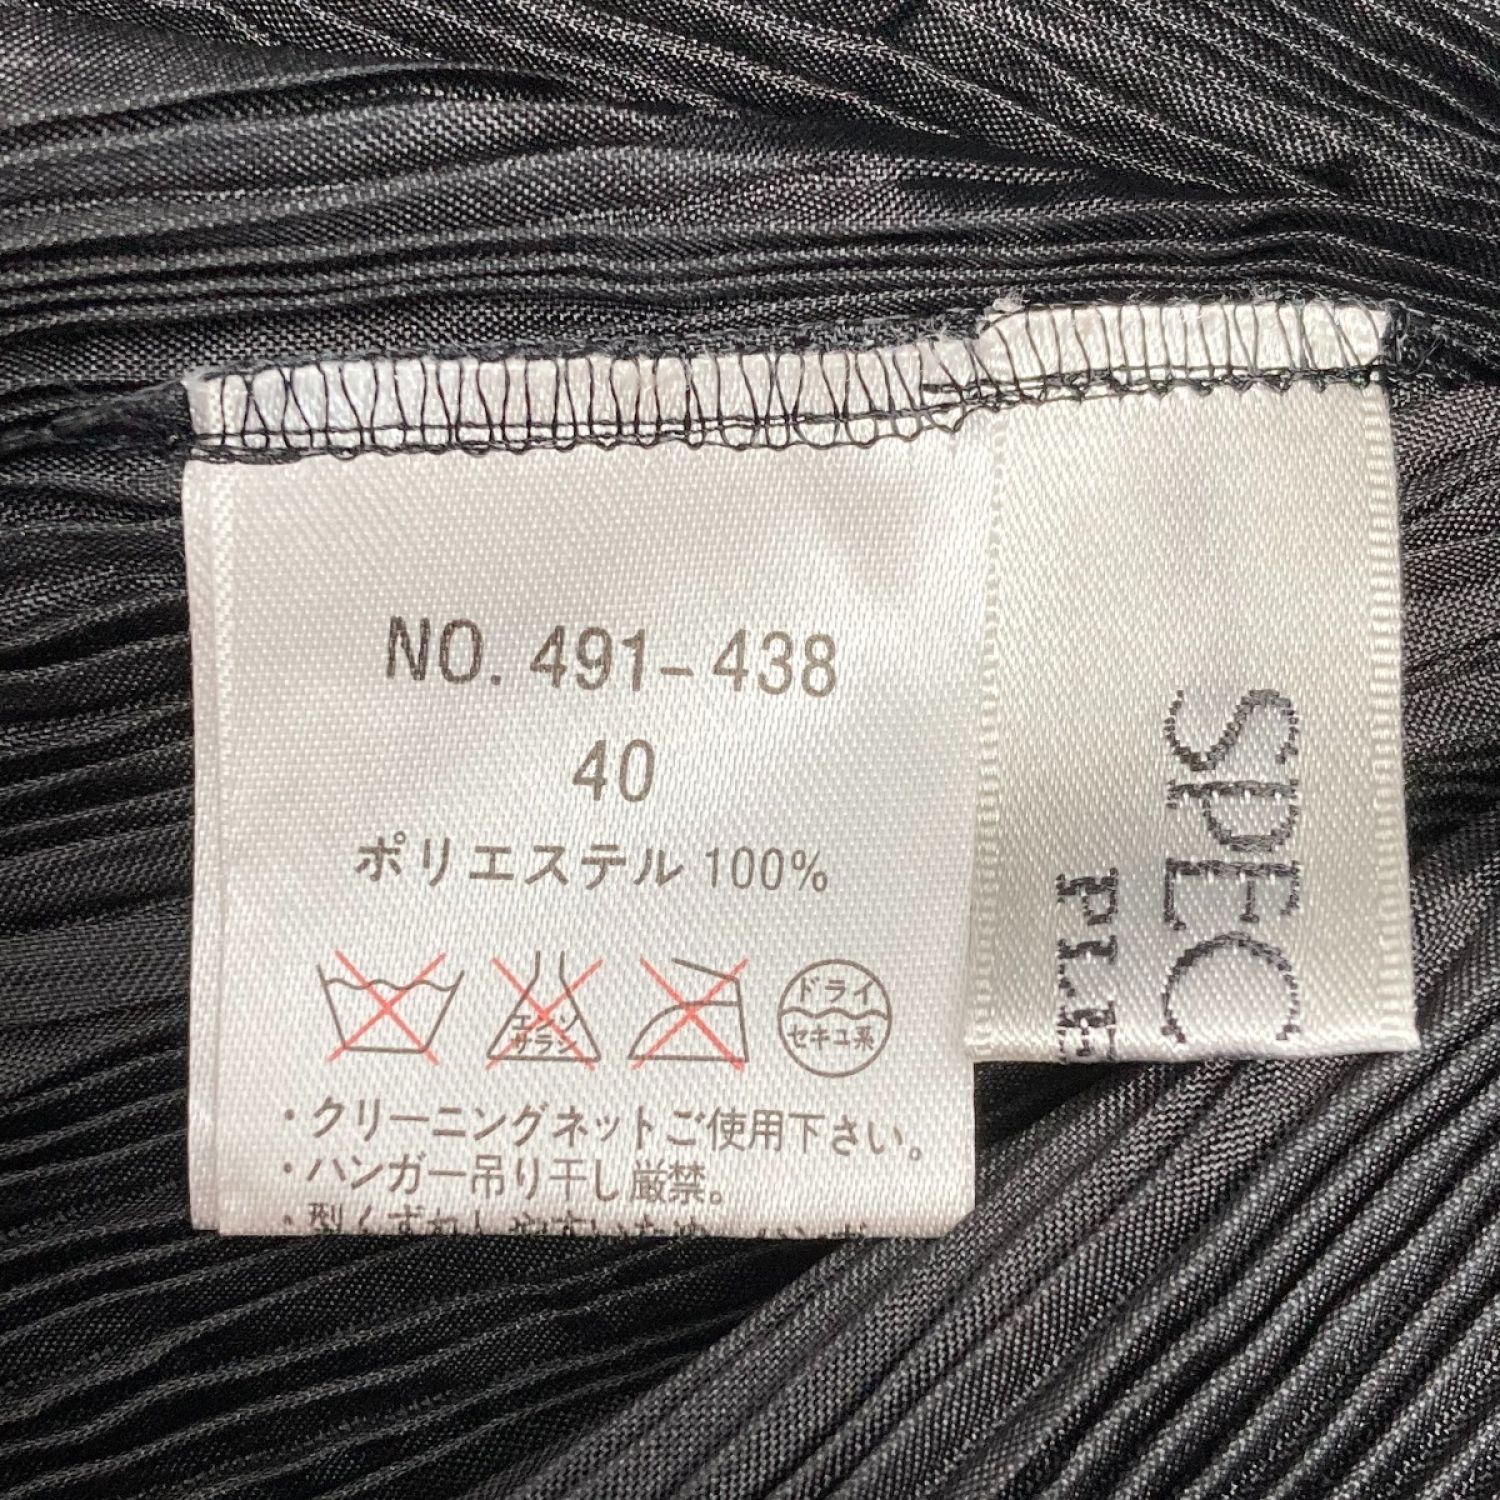 NO. 491-438
40
ポリエステル 100%
エンソ
サラシ
ドライ
セキユ系
・クリーニングネットご使用下さい。
・ハンガー吊り干し厳禁。
SPEC